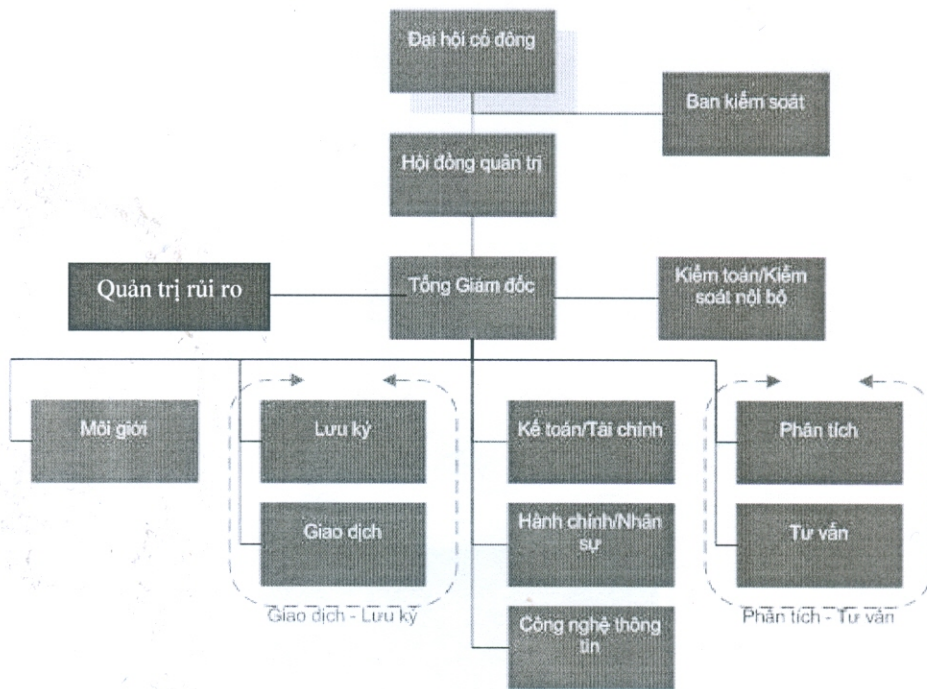 Đại hội cổ đông
Ban kiểm soát
Hội đồng quản trị
Quản trị rủi ro
Tổng Giám đốc
Kiểm toán/Kiểm
soát nội bộ
Môi giới
Lưu ký
Kế toán/Tài chính
Phân tích
Giao dịch
Hành chính/Nhân
sự
Tư vấn
Giao dịch - Lưu ký
Công nghệ thông
tin
Phân tích - Tư vấn